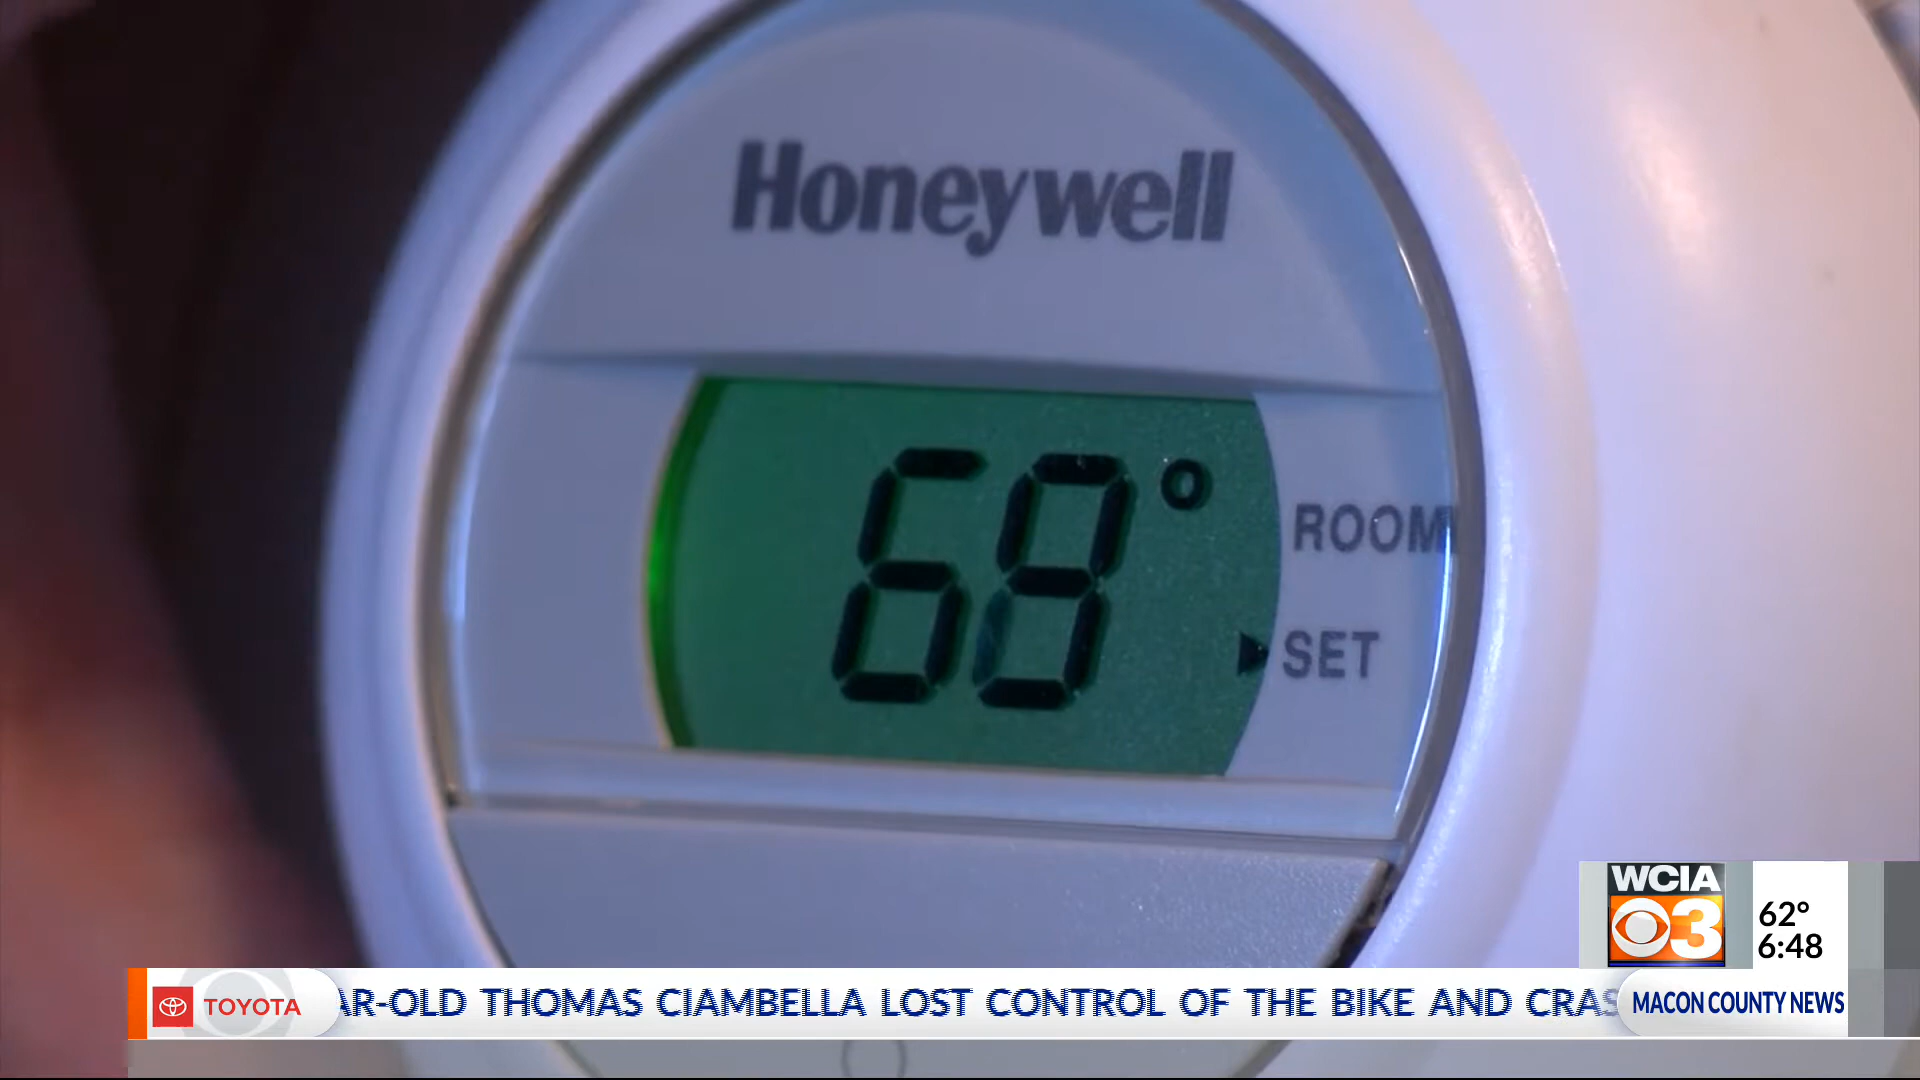 Honeywell
68°
ROOM
SET
WCIA
3
62°
6:48
TOYOTA
AR-OLD THOMAS CIAMBELLA LOST CONTROL OF THE BIKE AND CRAS
MACON COUNTY NEWS